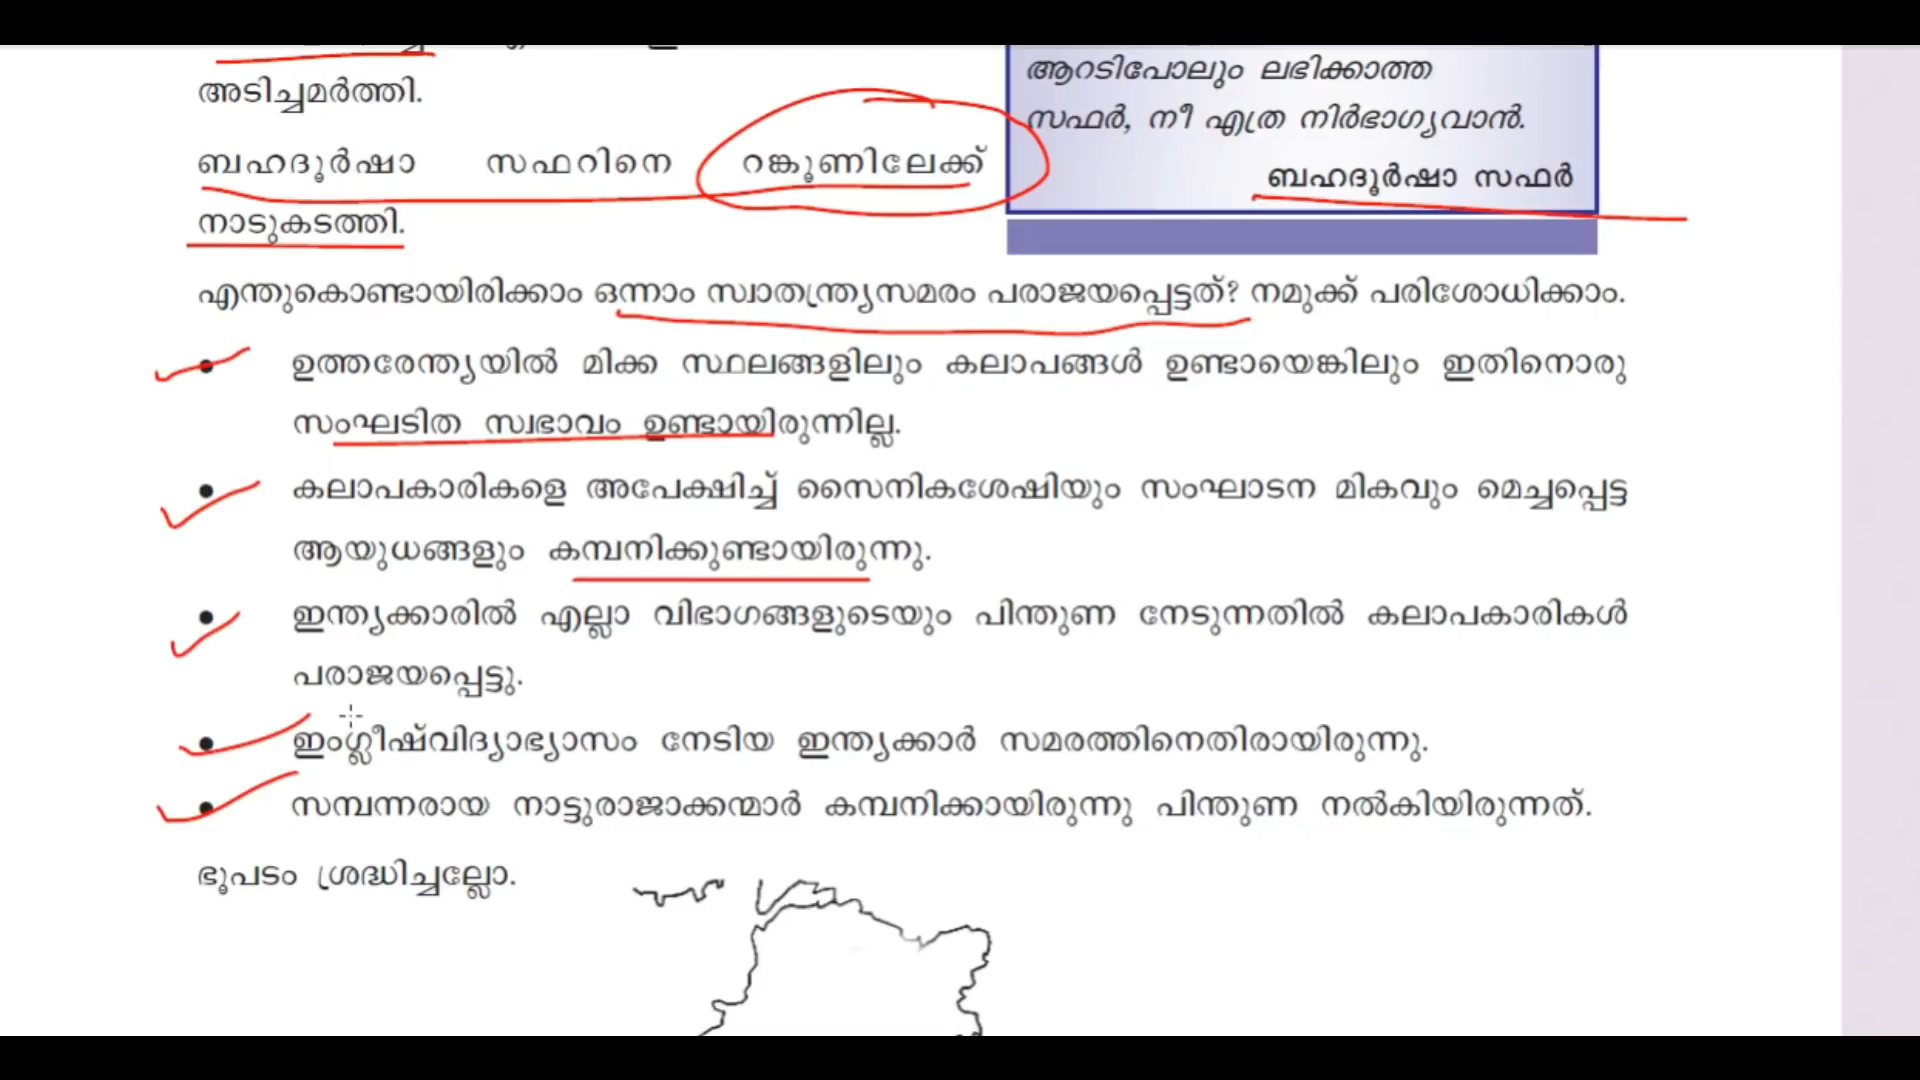 അടിച്ചമർത്തി.
ബഹദൂർഷാ സഫറിനെ റങ്കൂണിലേക്ക്
നാടുകടത്തി.
ആറടിപോലും ലഭിക്കാത്ത
സഫർ, നീ എത്ര നിർഭാഗ്യവാൻ.
ബഹദൂർഷാ സഫർ
എന്തുകൊണ്ടായിരിക്കാം ഒന്നാം സ്വാതന്ത്ര്യസമരം പരാജയപ്പെട്ടത്? നമുക്ക് പരിശോധിക്കാം.
• ഉത്തരേന്ത്യയിൽ മിക്ക സ്ഥലങ്ങളിലും കലാപങ്ങൾ ഉണ്ടായെങ്കിലും ഇതിനൊരു
സംഘടിത സ്വഭാവം ഉണ്ടായിരുന്നില്ല.
• കലാപകാരികളെ അപേക്ഷിച്ച് സൈനികശേഷിയും സംഘാടന മികവും മെച്ചപ്പെട്ട
ആയുധങ്ങളും കമ്പനിക്കുണ്ടായിരുന്നു.
• ഇന്ത്യക്കാരിൽ എല്ലാ വിഭാഗങ്ങളുടെയും പിന്തുണ നേടുന്നതിൽ കലാപകാരികൾ
പരാജയപ്പെട്ടു.
• ഇംഗ്ലീഷ്‌വിദ്യാഭ്യാസം നേടിയ ഇന്ത്യക്കാർ സമരത്തിനെതിരായിരുന്നു.
• സമ്പന്നരായ നാട്ടുരാജാക്കന്മാർ കമ്പനിക്കായിരുന്നു പിന്തുണ നൽകിയിരുന്നത്.
ഭൂപടം ശ്രദ്ധിച്ചല്ലോ.